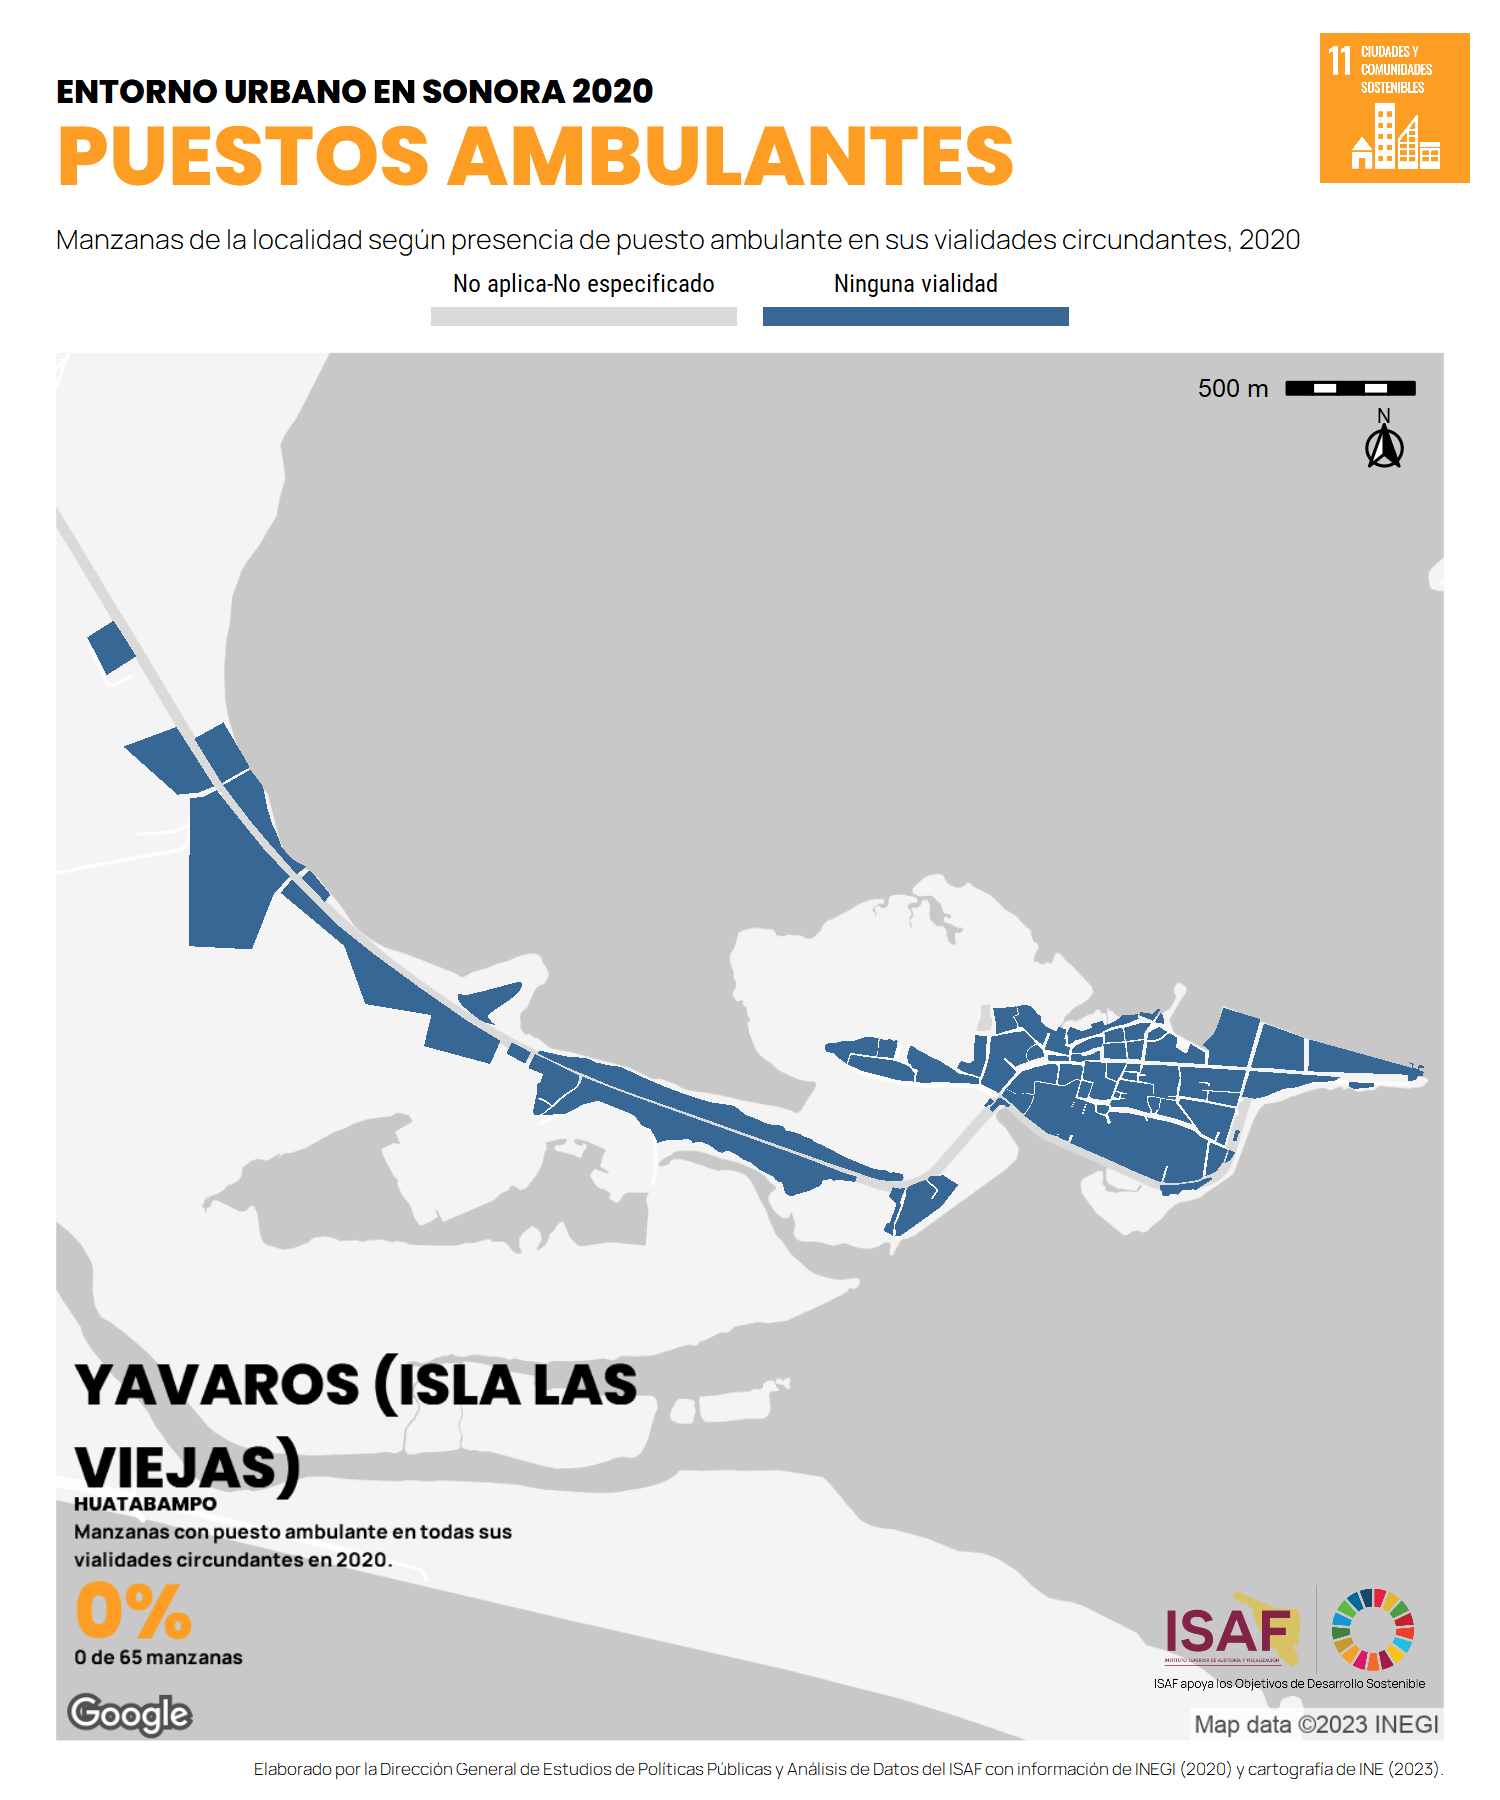 11 CIUDADES Y
COMUNIDADES
SOSTENIBLES
ENTORNO URBANO EN SONORA 2020
PUESTOS AMBULANTES
Manzanas de la localidad según presencia de puesto ambulante en sus vialidades circundantes, 2020
No aplica-No especificado
Ninguna vialidad
500 m
N
YAVAROS (ISLA LAS
VIEJAS)
HUATABAMPO
Manzanas con puesto ambulante en todas sus
vialidades circundantes en 2020.
0%
0 de 65 manzanas
Google
ISAF
INSTITUTO SUPERIOR DE AUDITORÍA Y FISCALIZACIÓN
ISAF apoya los Objetivos de Desarrollo Sostenible
Map data ©2023 INEGI
Elaborado por la Dirección General de Estudios de Políticas Públicas y Análisis de Datos del ISAF con información de INEGI (2020) y cartografía de INE (2023).